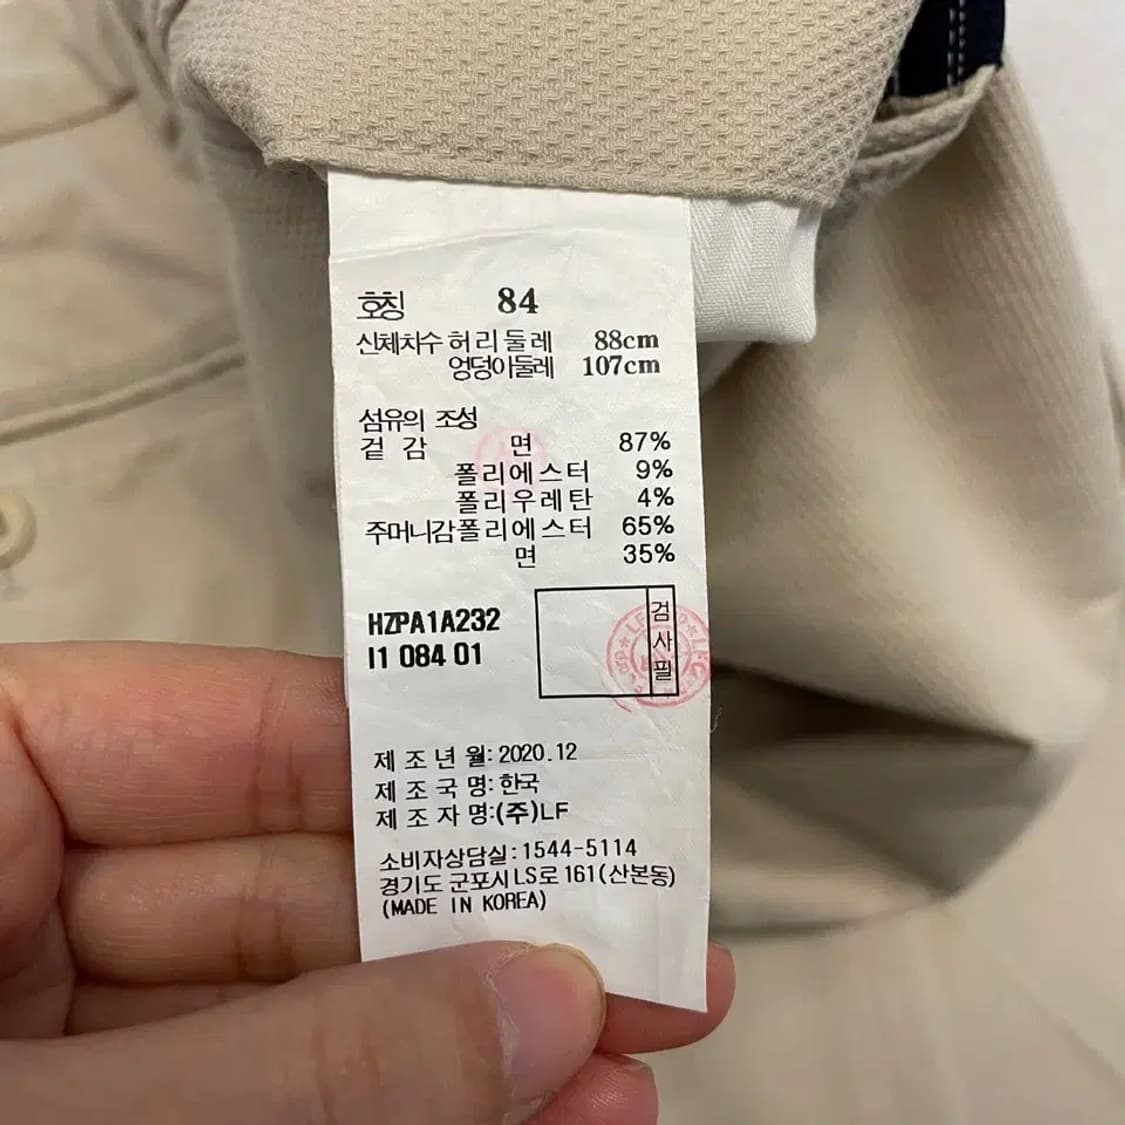 호칭 84
신체치수 허리둘레 88cm
엉덩이둘레 107cm
섬유의 조성
겉 감 면 87%
폴리에스터 9%
폴리우레탄 4%
주머니감 폴리에스터 65%
면 35%
HZPA1A232
I1 084 01
검사필
제조년월: 2020.12
제조국명: 한국
제조자명:(주)LF
소비자상담실:1544-5114
경기도 군포시 LS로 161(산본동)
(MADE IN KOREA)